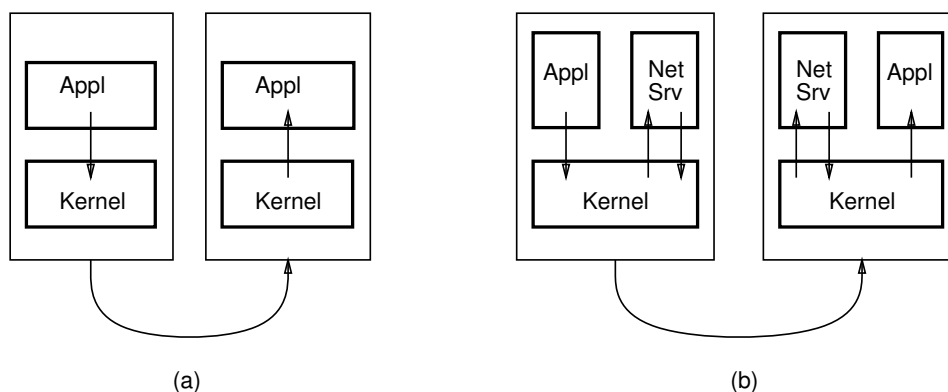 Appl
Kernel
Appl
Kernel
(a)
Appl
Net
Srv
Kernel
Net
Srv
Appl
Kernel
(b)